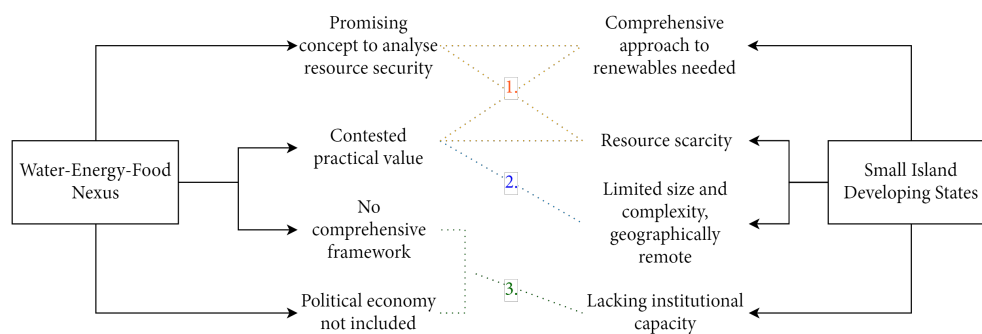 Promising
concept to analyse
resource security
Comprehensive
approach to
renewables needed
1.
Contested
practical value
Resource scarcity
Water-Energy-Food
Nexus
2.
Small Island
Developing States
Limited size and
complexity,
geographically
remote
No
comprehensive
framework
3.
Political economy
not included
Lacking institutional
capacity